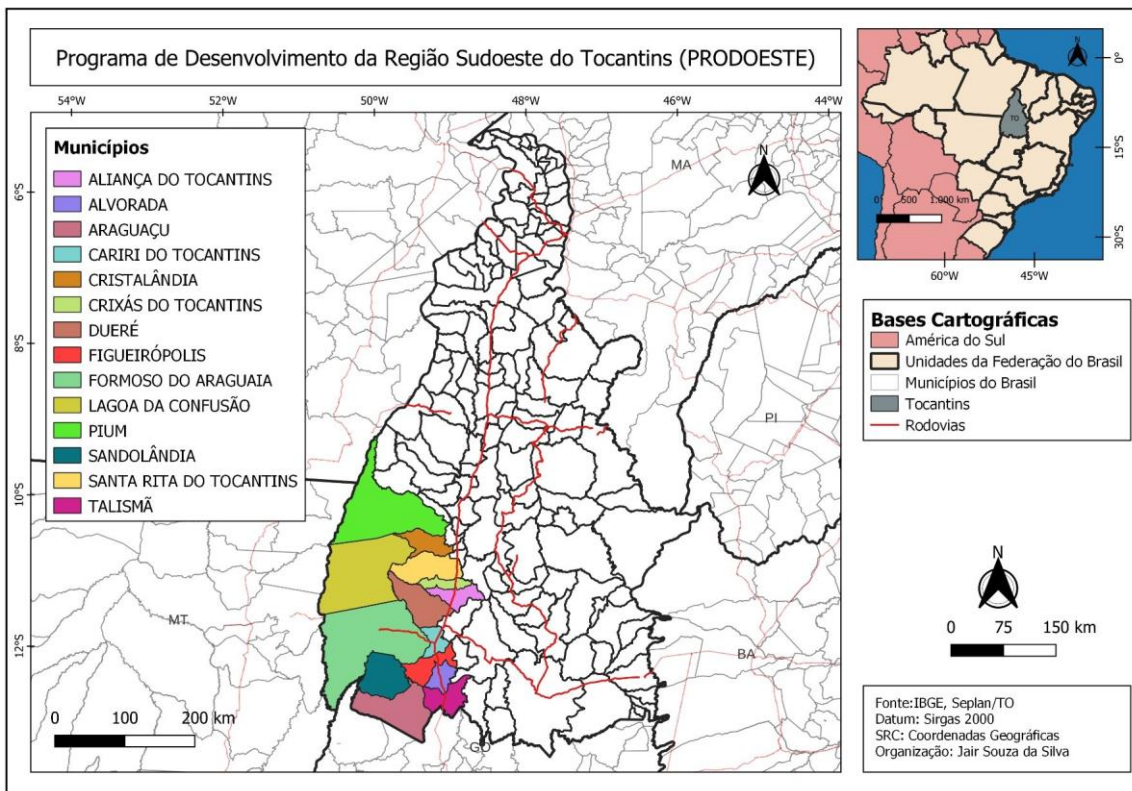 Programa de Desenvolvimento da Região Sudoeste do Tocantins (PRODOESTE)
54°W 52°W 50°W 48°W 46°W 44°W
6°S
8°S
10°S
12°S
Municípios
ALIANÇA DO TOCANTINS
ALVORADA
ARAGUAÇU
CARIRI DO TOCANTINS
CRISTALÂNDIA
CRIXÁS DO TOCANTINS
DUERÉ
FIGUEIRÓPOLIS
FORMOSO DO ARAGUAIA
LAGOA DA CONFUSÃO
PIUM
SANDOLÂNDIA
SANTA RITA DO TOCANTINS
TALISMÃ
MA
N
PI
MT
BA
GO
0 100 200 km
N
0°
15°S
30°S
TO
0 500 1.000 km
60°W 45°W
Bases Cartográficas
América do Sul
Unidades da Federação do Brasil
Municípios do Brasil
Tocantins
Rodovias
N
0 75 150 km
Fonte:IBGE, Seplan/TO
Datum: Sirgas 2000
SRC: Coordenadas Geográficas
Organização: Jair Souza da Silva